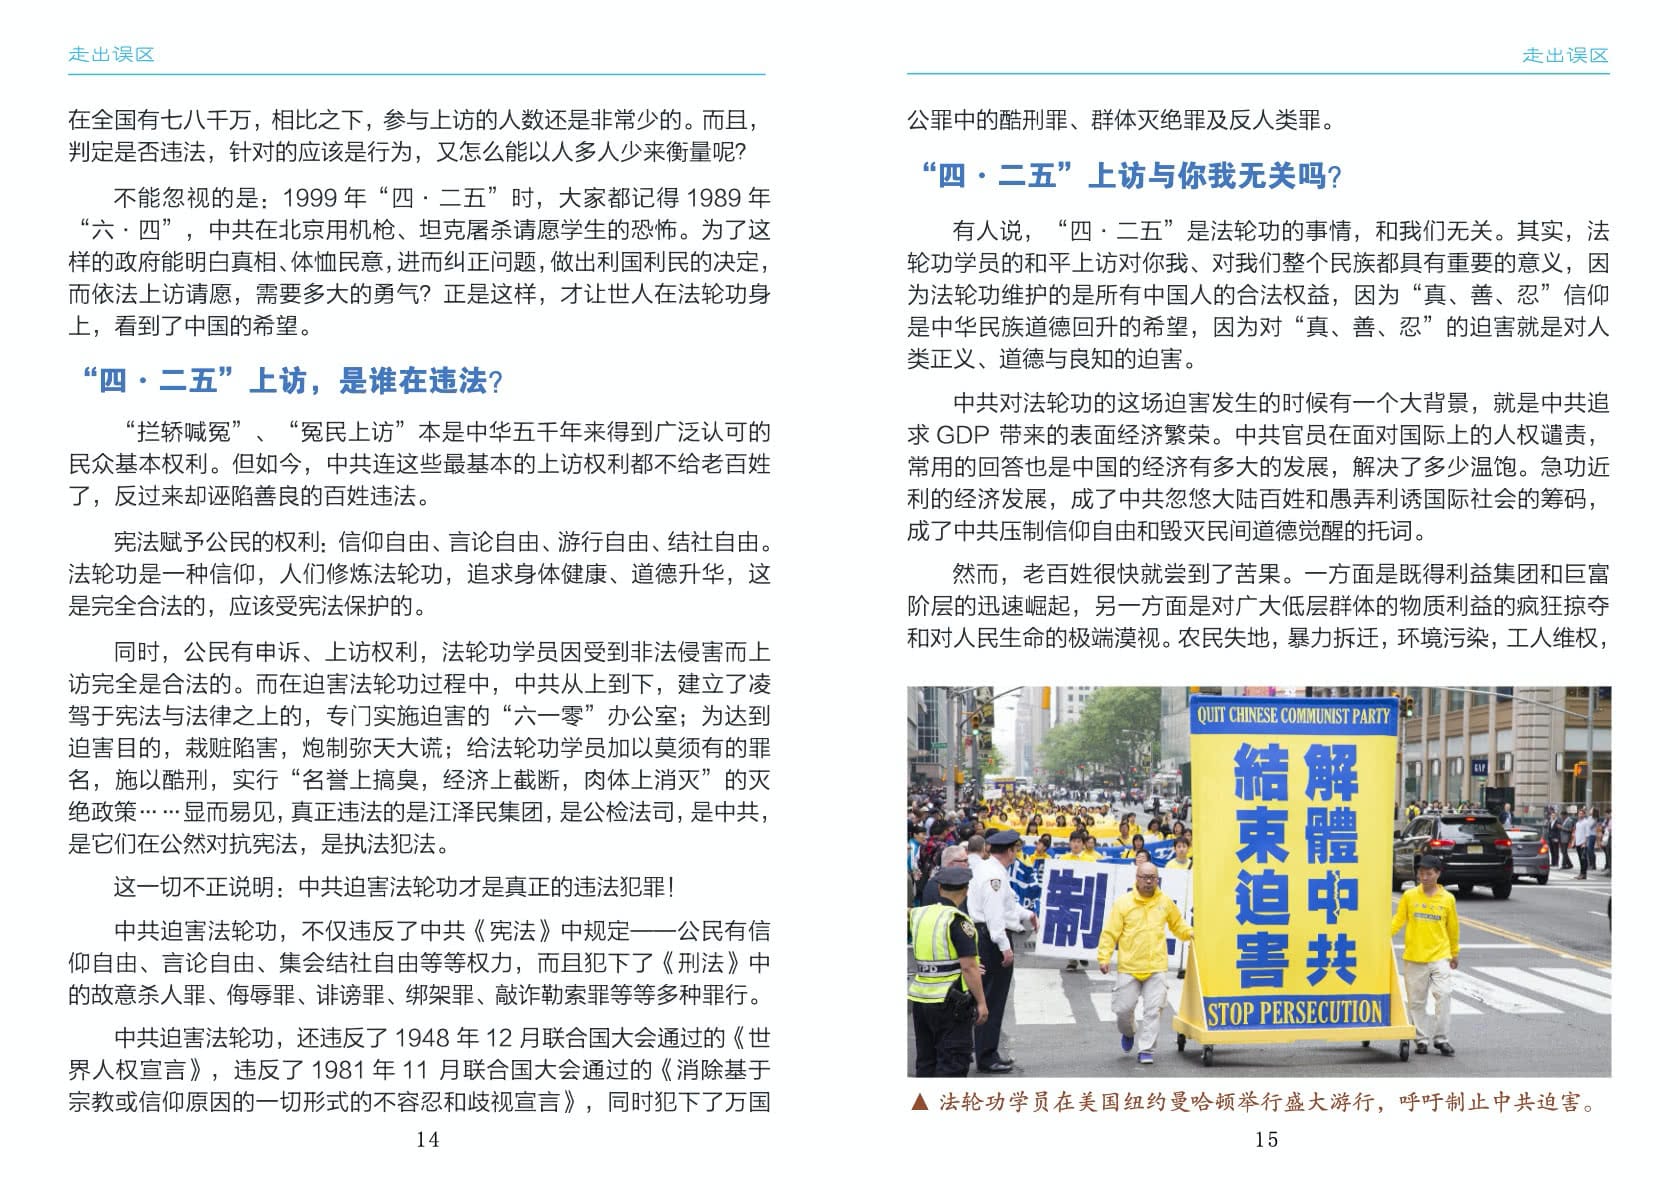 走出误区
在全国有七八千万，相比之下，参与上访的人数还是非常少的。而且，
判定是否违法，针对的应该是行为，又怎么能以人多人少来衡量呢？
不能忽视的是：1999 年“四·二五”时，大家都记得 1989 年
“六·四”，中共在北京用机枪、坦克屠杀请愿学生的恐怖。为了这
样的政府能明白真相、体恤民意，进而纠正问题，做出利国利民的决定，
而依法上访请愿，需要多大的勇气？正是这样，才让世人在法轮功身
上，看到了中国的希望。
“四·二五”上访，是谁在违法？
“拦轿喊冤”、“冤民上访”本是中华五千年来得到广泛认可的
民众基本权利。但如今，中共连这些最基本的上访权利都不给老百姓
了，反过来却诬陷善良的百姓违法。
宪法赋予公民的权利：信仰自由、言论自由、游行自由、结社自由。
法轮功是一种信仰，人们修炼法轮功，追求身体健康、道德升华，这
是完全合法的，应该受宪法保护的。
同时，公民有申诉、上访权利，法轮功学员因受到非法侵害而上
访完全是合法的。而在迫害法轮功过程中，中共从上到下，建立了凌
驾于宪法与法律之上的，专门实施迫害的“六一零”办公室；为达到
迫害目的，栽赃陷害，炮制弥天大谎；给法轮功学员加以莫须有的罪
名，施以酷刑，实行“名誉上搞臭，经济上截断，肉体上消灭”的灭
绝政策……显而易见，真正违法的是江泽民集团，是公检法司，是中共，
是它们在公然对抗宪法，是执法犯法。
这一切不正说明：中共迫害法轮功才是真正的违法犯罪！
中共迫害法轮功，不仅违反了中共《宪法》中规定——公民有信
仰自由、言论自由、集会结社自由等等权力，而且犯下了《刑法》中
的故意杀人罪、侮辱罪、诽谤罪、绑架罪、敲诈勒索罪等等多种罪行。
中共迫害法轮功，还违反了 1948 年 12 月联合国大会通过的《世
界人权宣言》，违反了 1981 年 11 月联合国大会通过的《消除基于
宗教或信仰原因的一切形式的不容忍和歧视宣言》，同时犯下了万国
14
走出误区
公罪中的酷刑罪、群体灭绝罪及反人类罪。
“四·二五”上访与你我无关吗？
有人说，“四·二五”是法轮功的事情，和我们无关。其实，法
轮功学员的和平上访对你我、对我们整个民族都具有重要的意义，因
为法轮功维护的是所有中国人的合法权益，因为“真、善、忍”信仰
是中华民族道德回升的希望，因为对“真、善、忍”的迫害就是对人
类正义、道德与良知的迫害。
中共对法轮功的这场迫害发生的时候有一个大背景，就是中共追
求 GDP 带来的表面经济繁荣。中共官员在面对国际上的人权谴责，
常用的回答也是中国的经济有多大的发展，解决了多少温饱。急功近
利的经济发展，成了中共忽悠大陆百姓和愚弄利诱国际社会的筹码，
成了中共压制信仰自由和毁灭民间道德觉醒的托词。
然而，老百姓很快就尝到了苦果。一方面是既得利益集团和巨富
阶层的迅速崛起，另一方面是对广大低层群体的物质利益的疯狂掠夺
和对人民生命的极端漠视。农民失地，暴力拆迁，环境污染，工人维权，
QUIT CHINESE COMMUNIST PARTY
解體中共
結束迫害
STOP PERSECUTION
制
GAP
▲ 法轮功学员在美国纽约曼哈顿举行盛大游行，呼吁制止中共迫害。
15